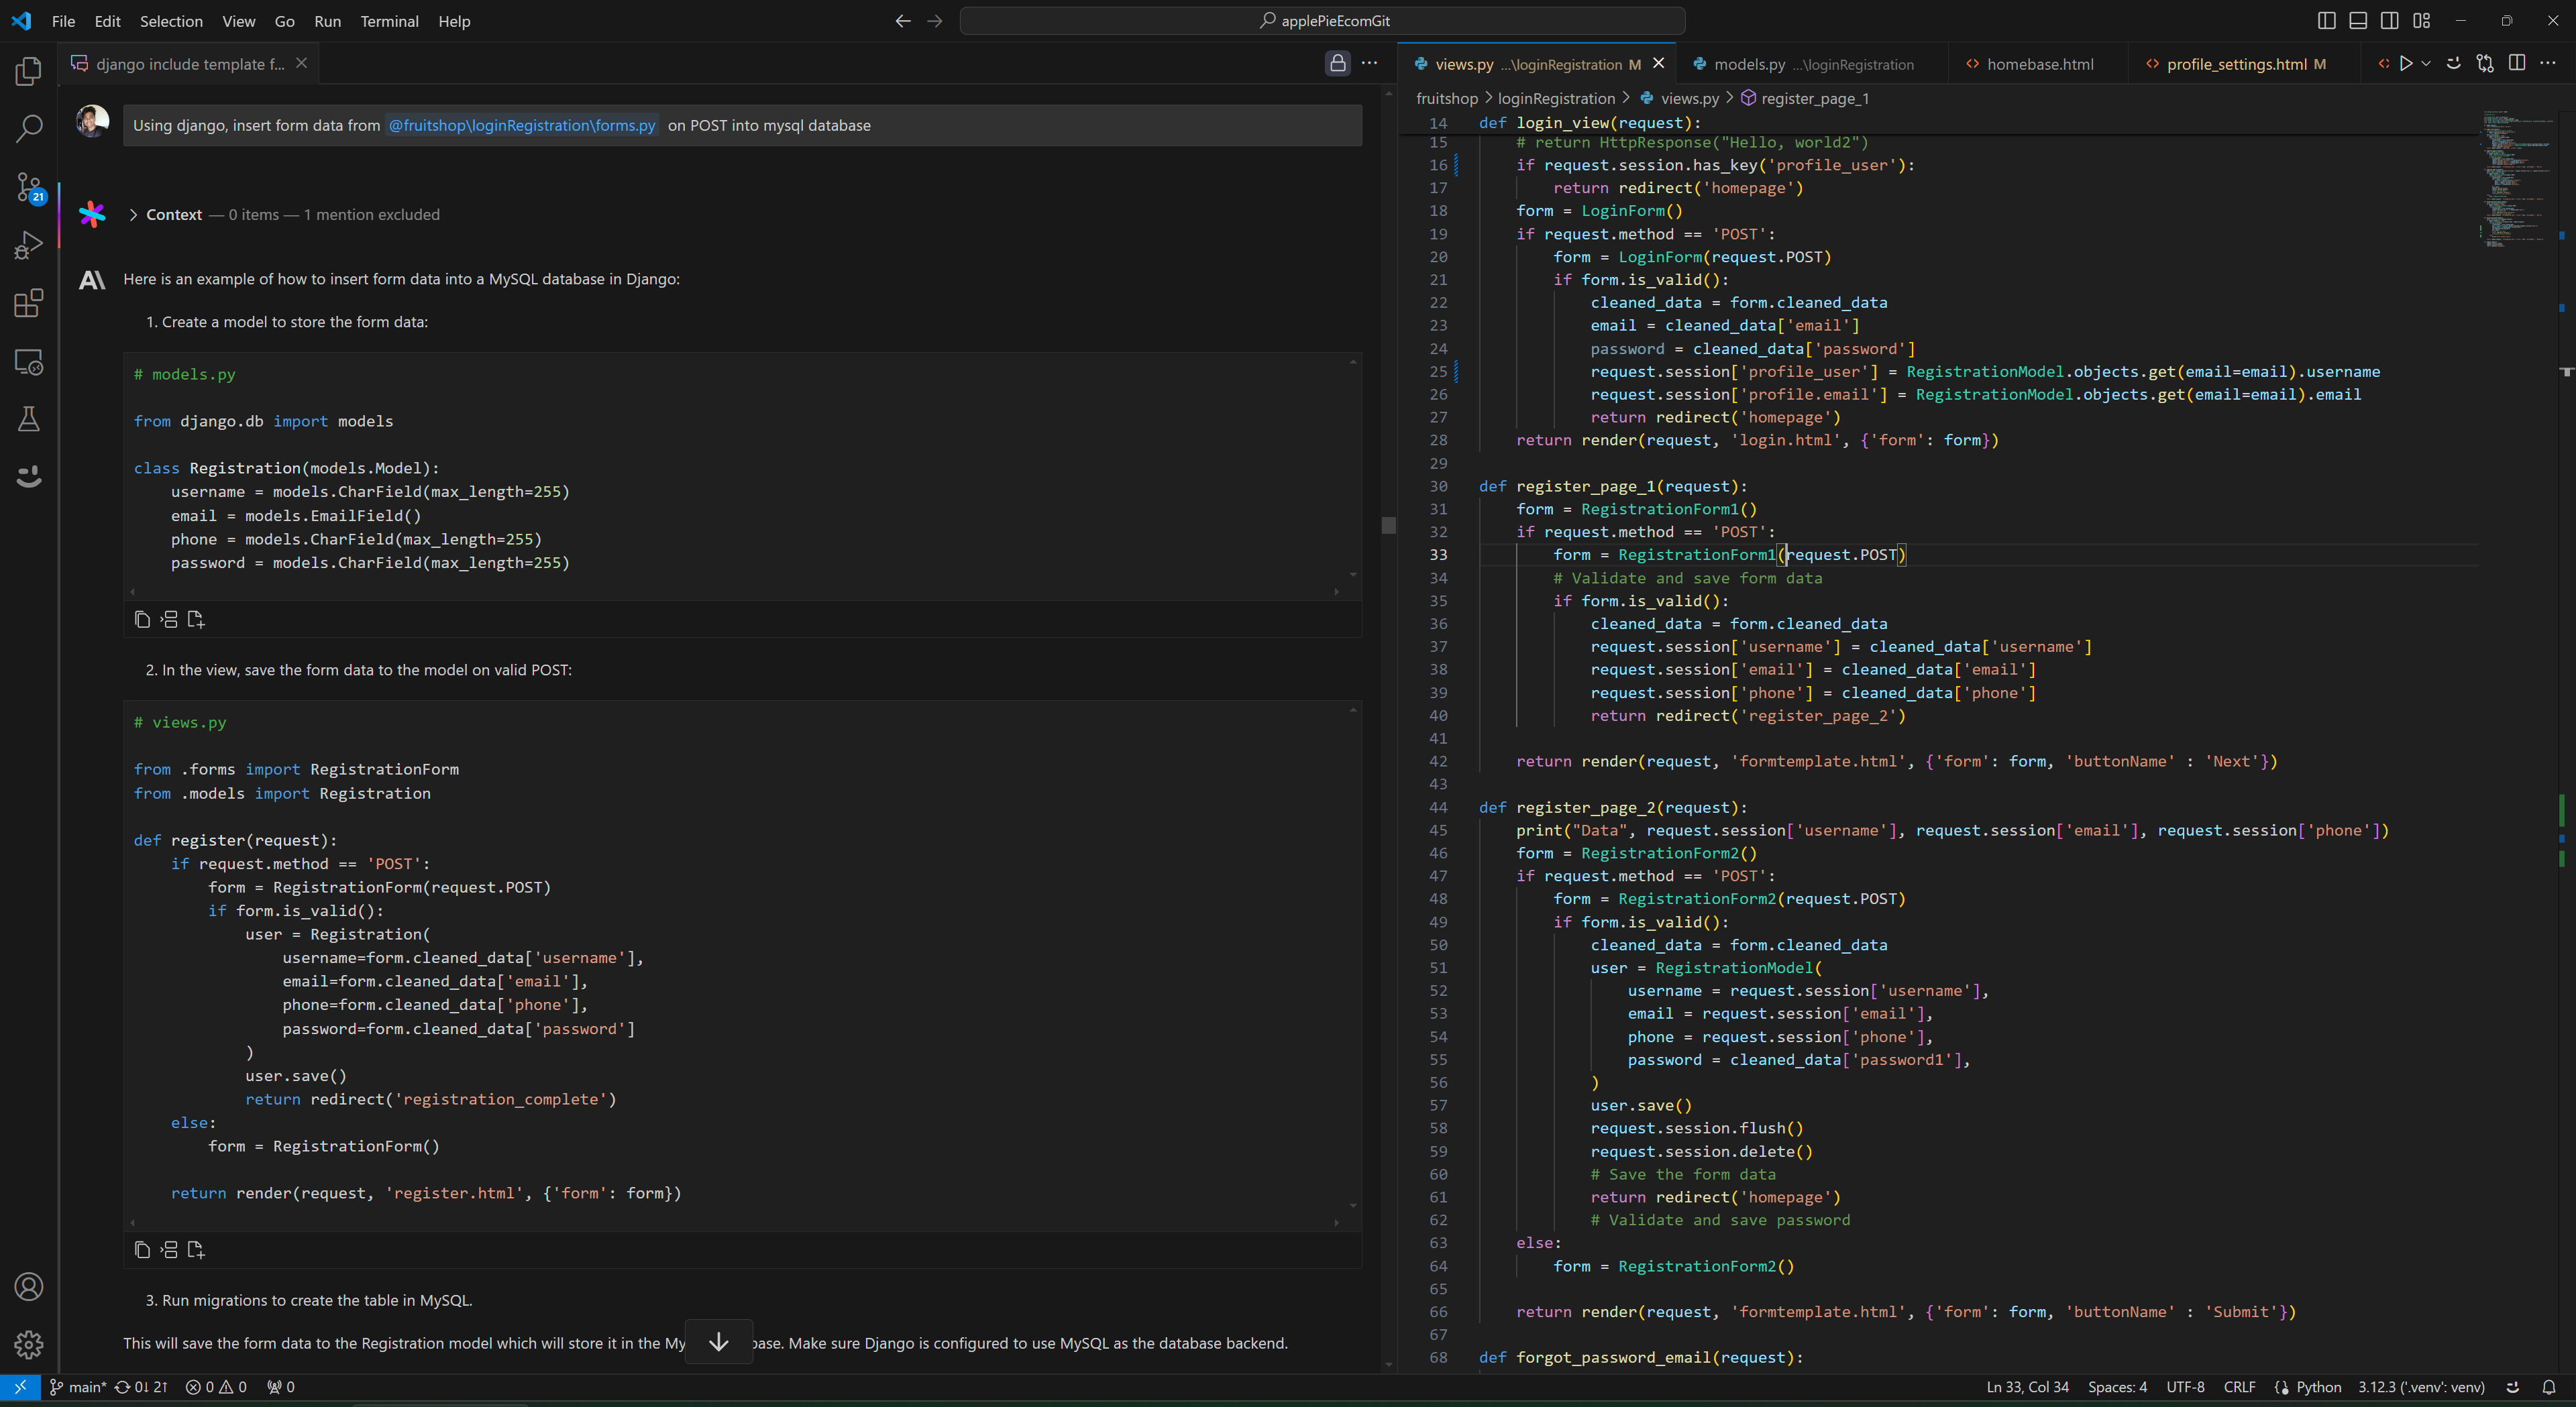 File Edit Selection View Go Run Terminal Help
applePieEcomGit
django include template f...
Using django, insert form data from @fruitshop\loginRegistration\forms.py on POST into mysql database
21
Context — 0 items — 1 mention excluded
Here is an example of how to insert form data into a MySQL database in Django:
1. Create a model to store the form data:
# models.py
from django.db import models
class Registration(models.Model):
    username = models.CharField(max_length=255)
    email = models.EmailField()
    phone = models.CharField(max_length=255)
    password = models.CharField(max_length=255)
2. In the view, save the form data to the model on valid POST:
# views.py
from .forms import RegistrationForm
from .models import Registration
def register(request):
    if request.method == 'POST':
        form = RegistrationForm(request.POST)
        if form.is_valid():
            user = Registration(
                username=form.cleaned_data['username'],
                email=form.cleaned_data['email'],
                phone=form.cleaned_data['phone'],
                password=form.cleaned_data['password']
            )
            user.save()
            return redirect('registration_complete')
    else:
        form = RegistrationForm()
    return render(request, 'register.html', {'form': form})
3. Run migrations to create the table in MySQL.
This will save the form data to the Registration model which will store it in the My base. Make sure Django is configured to use MySQL as the database backend.
views.py ...\loginRegistration M
models.py ...\loginRegistration
homebase.html
profile_settings.html M
fruitshop > loginRegistration > views.py > register_page_1
14 def login_view(request):
15     # return HttpResponse("Hello, world2")
16     if request.session.has_key('profile_user'):
17         return redirect('homepage')
18     form = LoginForm()
19     if request.method == 'POST':
20         form = LoginForm(request.POST)
21         if form.is_valid():
22             cleaned_data = form.cleaned_data
23             email = cleaned_data['email']
24             password = cleaned_data['password']
25             request.session['profile_user'] = RegistrationModel.objects.get(email=email).username
26             request.session['profile.email'] = RegistrationModel.objects.get(email=email).email
27             return redirect('homepage')
28     return render(request, 'login.html', {'form': form})
29
30 def register_page_1(request):
31     form = RegistrationForm1()
32     if request.method == 'POST':
33         form = RegistrationForm1(request.POST)
34         # Validate and save form data
35         if form.is_valid():
36             cleaned_data = form.cleaned_data
37             request.session['username'] = cleaned_data['username']
38             request.session['email'] = cleaned_data['email']
39             request.session['phone'] = cleaned_data['phone']
40             return redirect('register_page_2')
41
42     return render(request, 'formtemplate.html', {'form': form, 'buttonName' : 'Next'})
43
44 def register_page_2(request):
45     print("Data", request.session['username'], request.session['email'], request.session['phone'])
46     form = RegistrationForm2()
47     if request.method == 'POST':
48         form = RegistrationForm2(request.POST)
49         if form.is_valid():
50             cleaned_data = form.cleaned_data
51             user = RegistrationModel(
52                 username = request.session['username'],
53                 email = request.session['email'],
54                 phone = request.session['phone'],
55                 password = cleaned_data['password1'],
56             )
57             user.save()
58             request.session.flush()
59             request.session.delete()
60             # Save the form data
61             return redirect('homepage')
62             # Validate and save password
63     else:
64         form = RegistrationForm2()
65
66     return render(request, 'formtemplate.html', {'form': form, 'buttonName' : 'Submit'})
67
68 def forgot_password_email(request):
main* 0↓ 2↑ 0 0 0
Ln 33, Col 34 Spaces: 4 UTF-8 CRLF Python 3.12.3 ('.venv': venv)